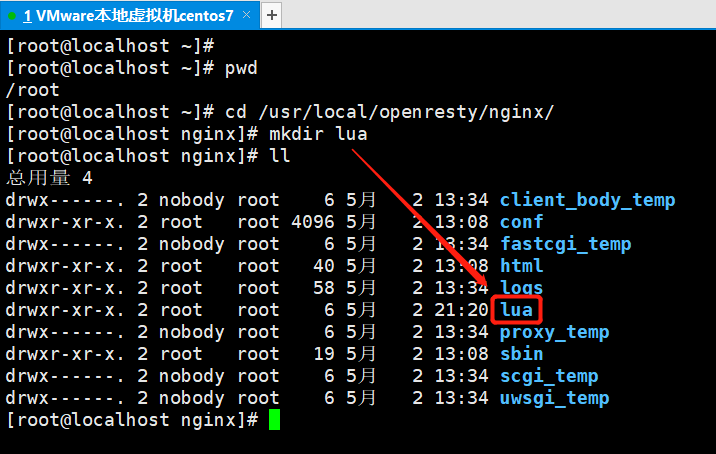 1 VMware本地虚拟机centos7 × +
[root@localhost ~]#
[root@localhost ~]# pwd
/root
[root@localhost ~]# cd /usr/local/openresty/nginx/
[root@localhost nginx]# mkdir lua
[root@localhost nginx]# ll
总用量 4
drwx------. 2 nobody root    6 5月   2 13:34 client_body_temp
drwxr-xr-x. 2 root   root 4096 5月   2 13:08 conf
drwx------. 2 nobody root    6 5月   2 13:34 fastcgi_temp
drwxr-xr-x. 2 root   root   40 5月   2 13:08 html
drwxr-xr-x. 2 root   root   58 5月   2 13:34 logs
drwxr-xr-x. 2 root   root    6 5月   2 21:20 lua
drwx------. 2 nobody root    6 5月   2 13:34 proxy_temp
drwxr-xr-x. 2 root   root   19 5月   2 13:08 sbin
drwx------. 2 nobody root    6 5月   2 13:34 scgi_temp
drwx------. 2 nobody root    6 5月   2 13:34 uwsgi_temp
[root@localhost nginx]#